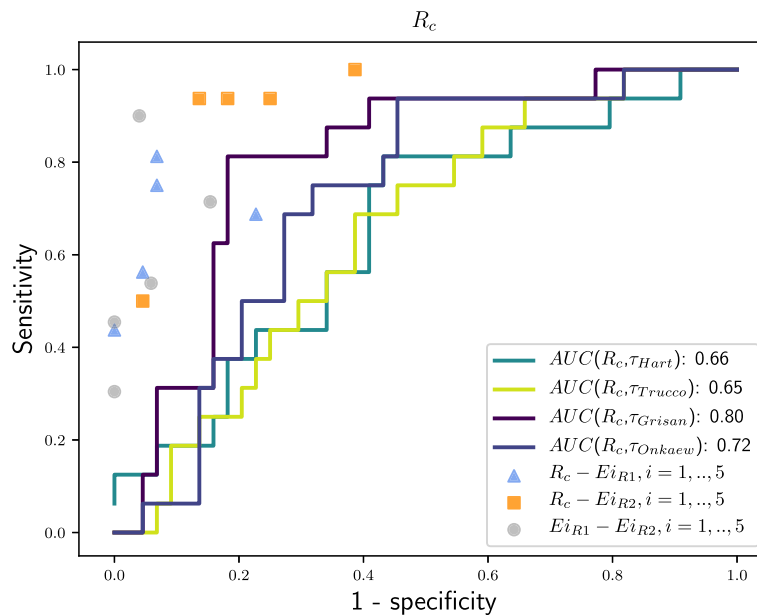 R_c
1.0
0.8
0.6
0.4
0.2
0.0
Sensitivity
0.0 0.2 0.4 0.6 0.8 1.0
1 - specificity
AUC(R_c,τ_Hart): 0.66
AUC(R_c,τ_Trucco): 0.65
AUC(R_c,τ_Grisan): 0.80
AUC(R_c,τ_Onkaew): 0.72
R_c − Ei_R1, i = 1, .., 5
R_c − Ei_R2, i = 1, .., 5
Ei_R1 − Ei_R2, i = 1, .., 5